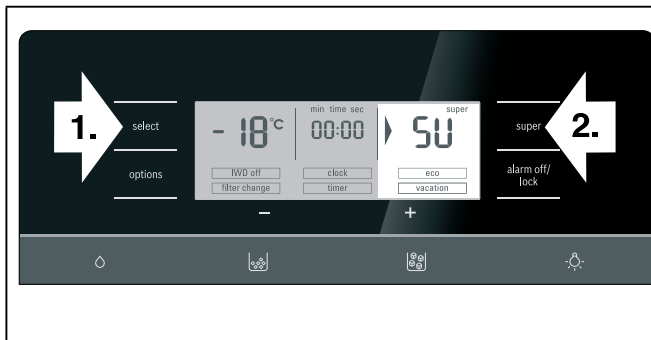 1.
select
options
- 18°C
min time sec
00:00
super
SU
IWD off
clock
eco
filter change
timer
vacation
super
2.
alarm off/
lock
−
+